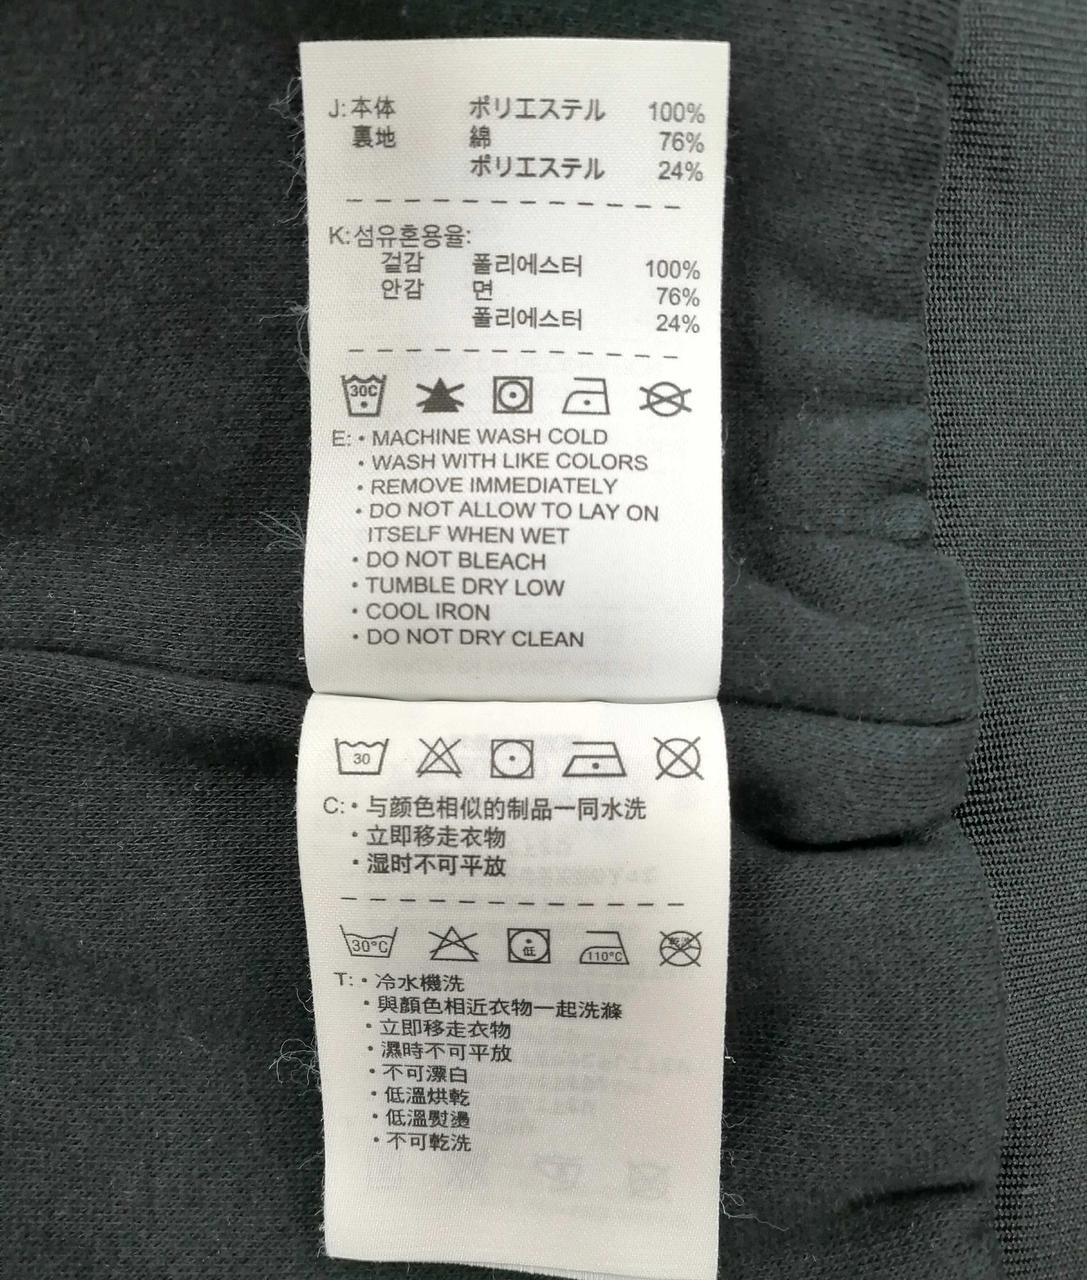 J:本体 ポリエステル 100%
裏地 綿 76%
ポリエステル 24%
K:섬유혼용율:
겉감 폴리에스터 100%
안감 면 76%
폴리에스터 24%
30C
E: • MACHINE WASH COLD
• WASH WITH LIKE COLORS
• REMOVE IMMEDIATELY
• DO NOT ALLOW TO LAY ON
ITSELF WHEN WET
• DO NOT BLEACH
• TUMBLE DRY LOW
• COOL IRON
• DO NOT DRY CLEAN
30
C: • 与颜色相似的制品一同水洗
• 立即移走衣物
• 湿时不可平放
30°C 低 110°C 乾洗
T: • 冷水機洗
• 與顏色相近衣物一起洗滌
• 立即移走衣物
• 濕時不可平放
• 不可漂白
• 低溫烘乾
• 低溫熨燙
• 不可乾洗